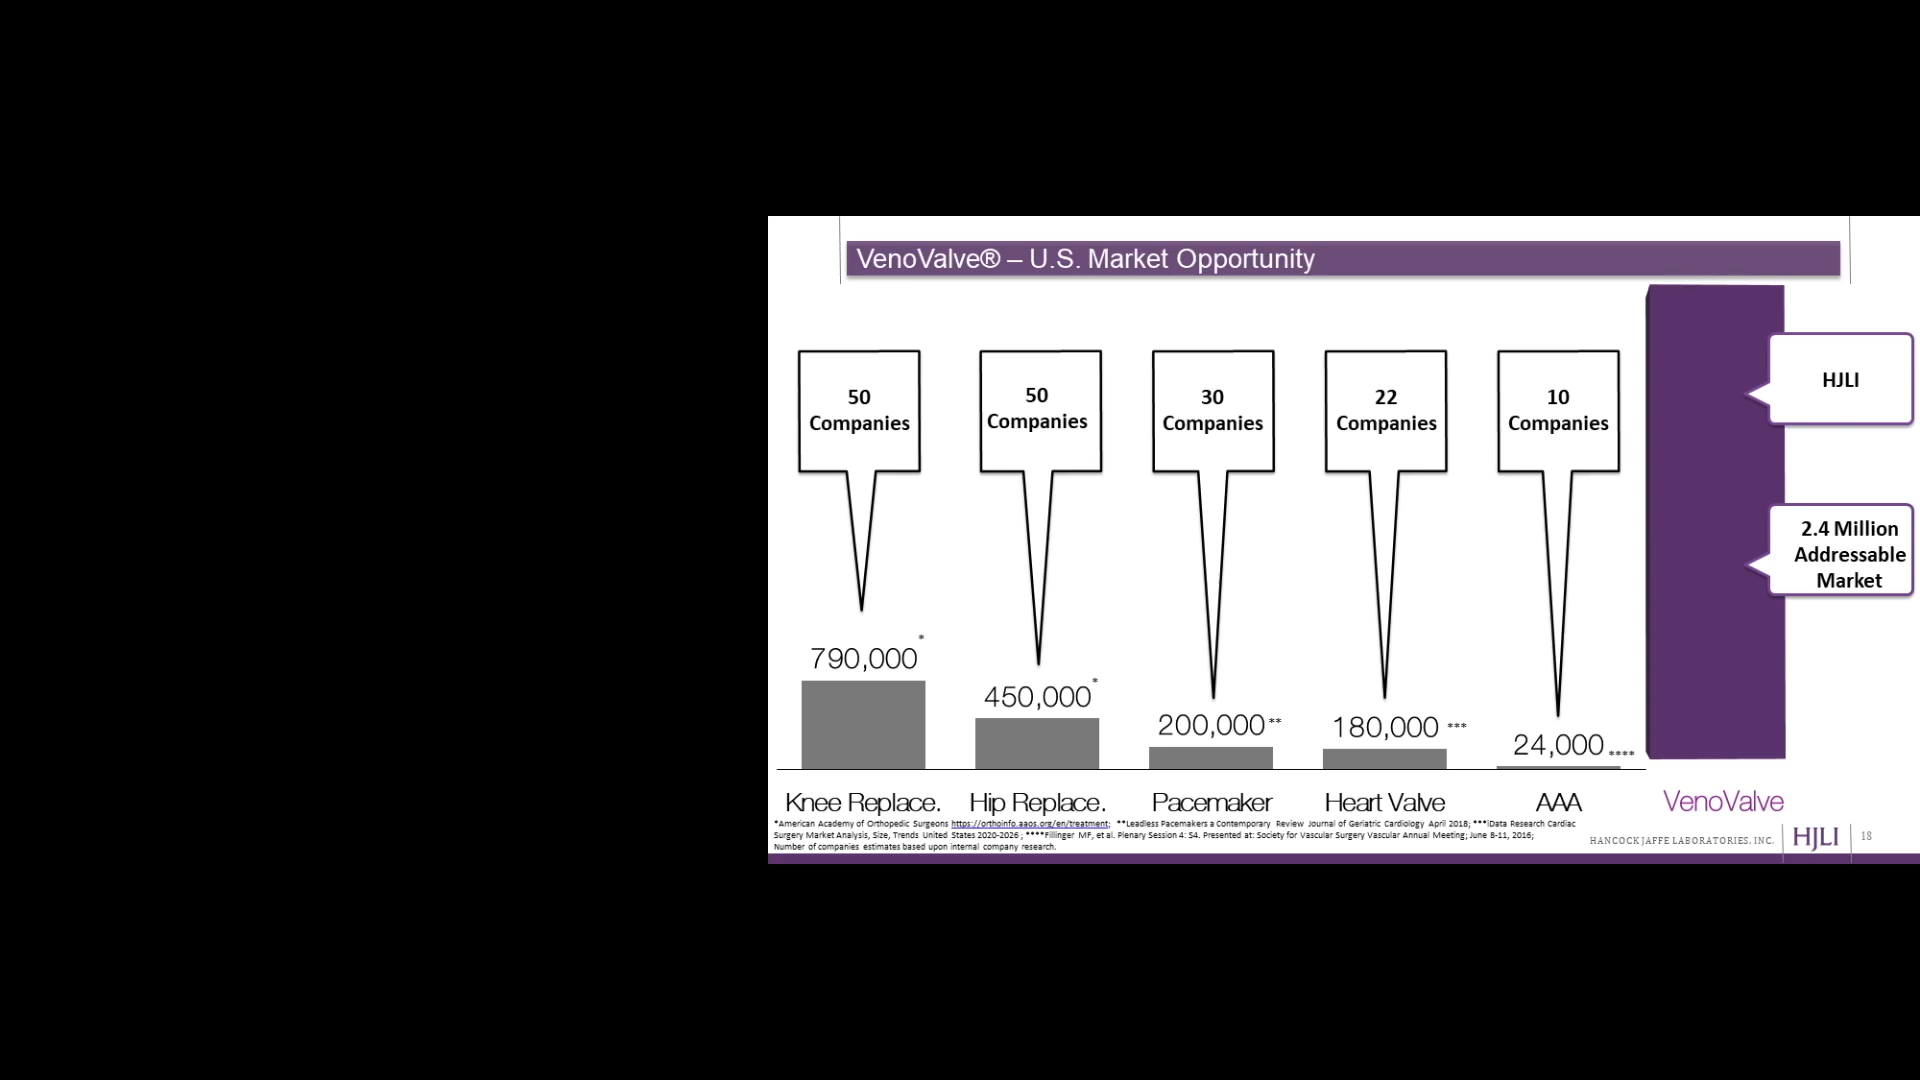 VenoValve® – U.S. Market Opportunity
50
Companies
50
Companies
30
Companies
22
Companies
10
Companies
HJLI
2.4 Million
Addressable
Market
790,000*
450,000*
200,000**
180,000***
24,000****
Knee Replace.
Hip Replace.
Pacemaker
Heart Valve
AAA
VenoValve
*American Academy of Orthopedic Surgeons https://orthoinfo.aaos.org/en/treatment; **Leadless Pacemakers a Contemporary Review Journal of Geriatric Cardiology April 2018; ***iData Research Cardiac
Surgery Market Analysis, Size, Trends United States 2020-2026 ; ****Fillinger MF, et al. Plenary Session 4: S4. Presented at: Society for Vascular Surgery Vascular Annual Meeting; June 8-11, 2016;
Number of companies estimates based upon internal company research.
HANCOCK JAFFE LABORATORIES, INC.
HJLI
18